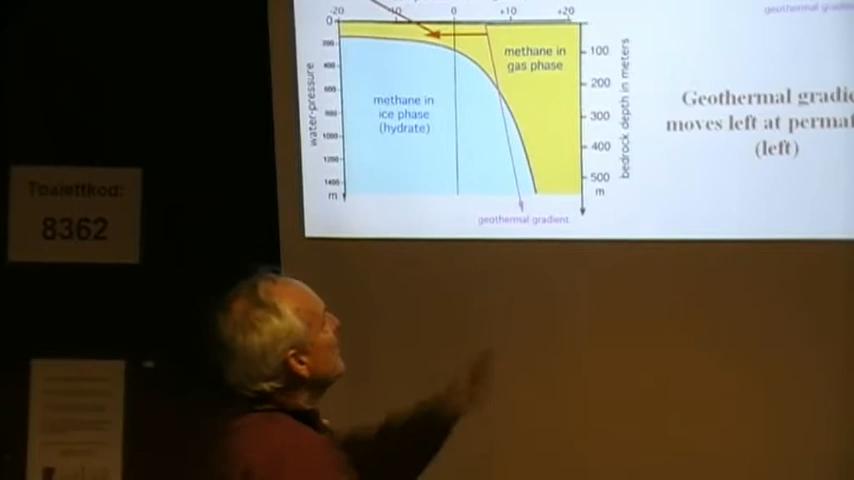 geothermal gradie
-20
-10
0
+10
+20
0
200
400
600
800
1000
1200
1400
m
water-pressure
methane in
gas phase
methane in
ice phase
(hydrate)
100
200
300
400
500
m
bedrock depth in meters
geothermal gradient
Geothermal gradie
moves left at permaf
(left)
Toalettkod:
8362